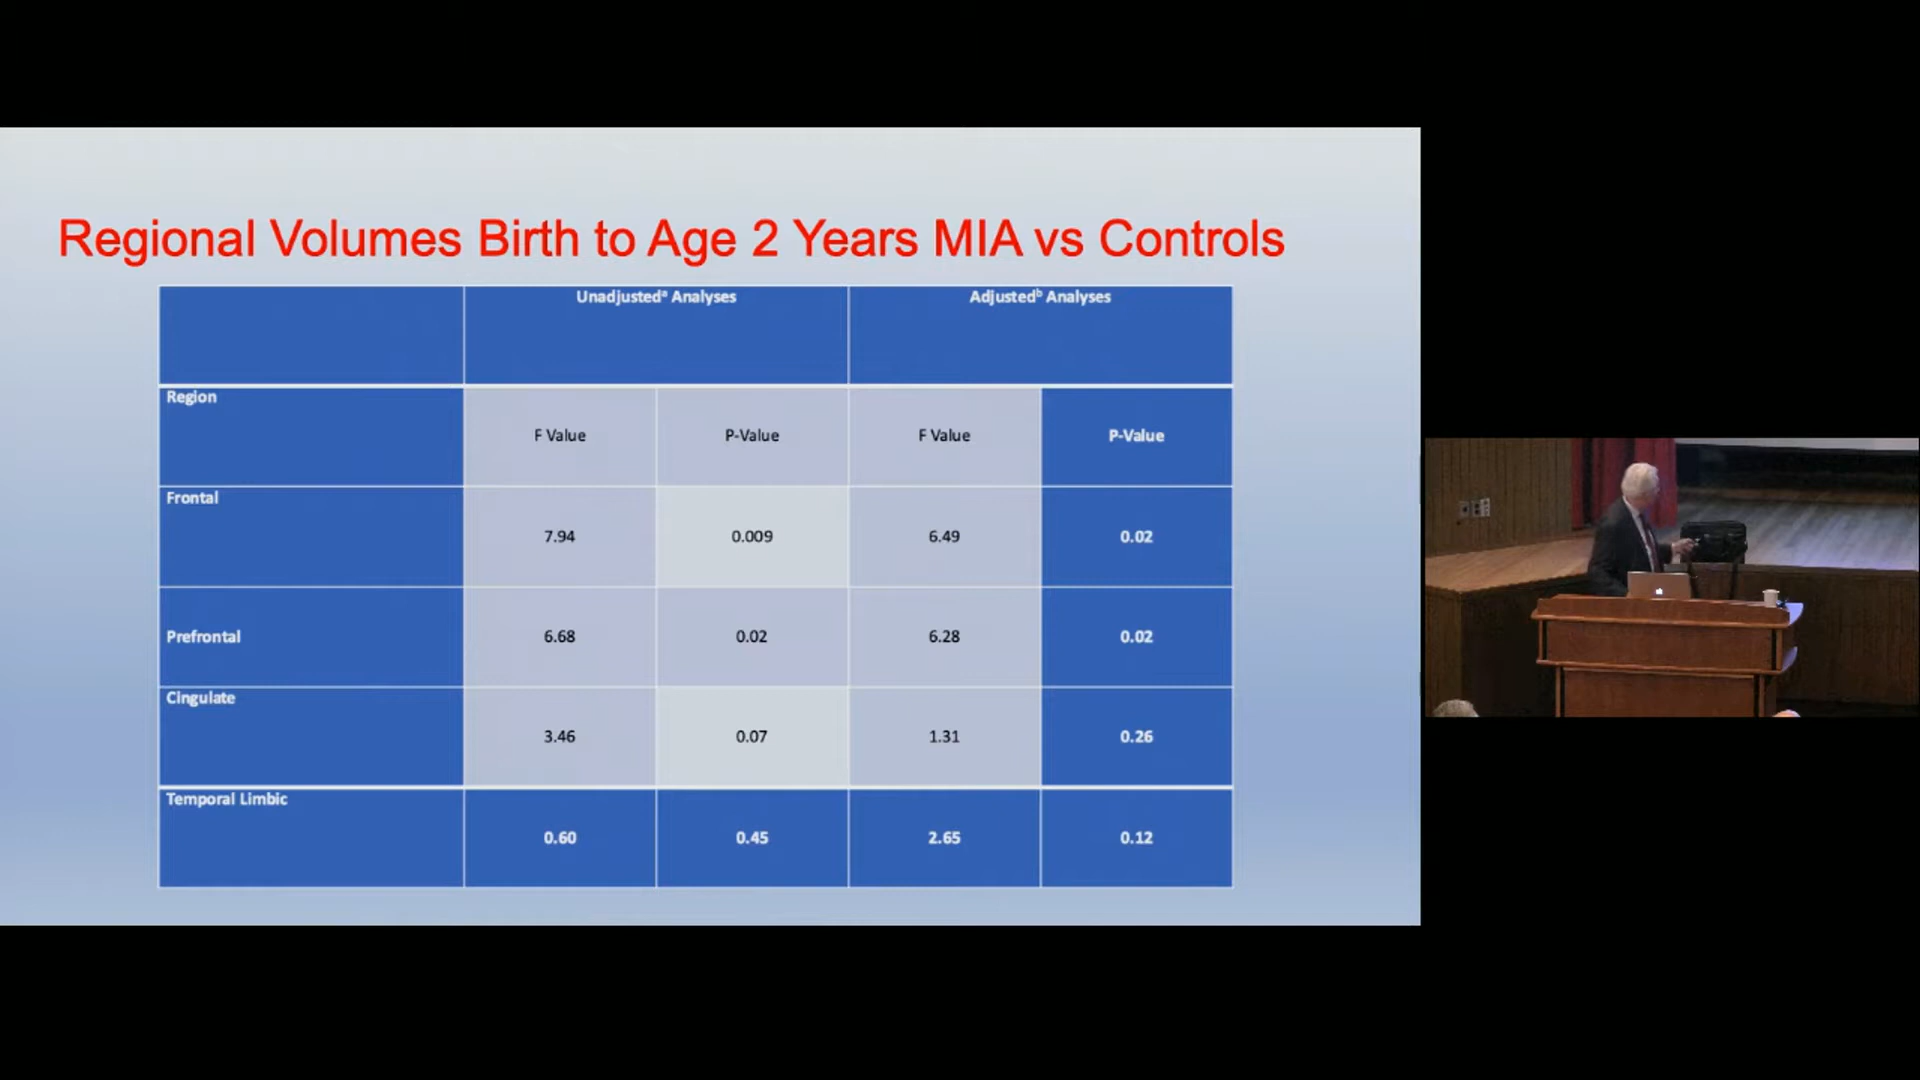 Regional Volumes Birth to Age 2 Years MIA vs Controls
Unadjustedᵃ Analyses Adjustedᵇ Analyses
Region
F Value P-Value F Value P-Value
Frontal
7.94 0.009 6.49 0.02
Prefrontal 6.68 0.02 6.28 0.02
Cingulate
3.46 0.07 1.31 0.26
Temporal Limbic
0.60 0.45 2.65 0.12